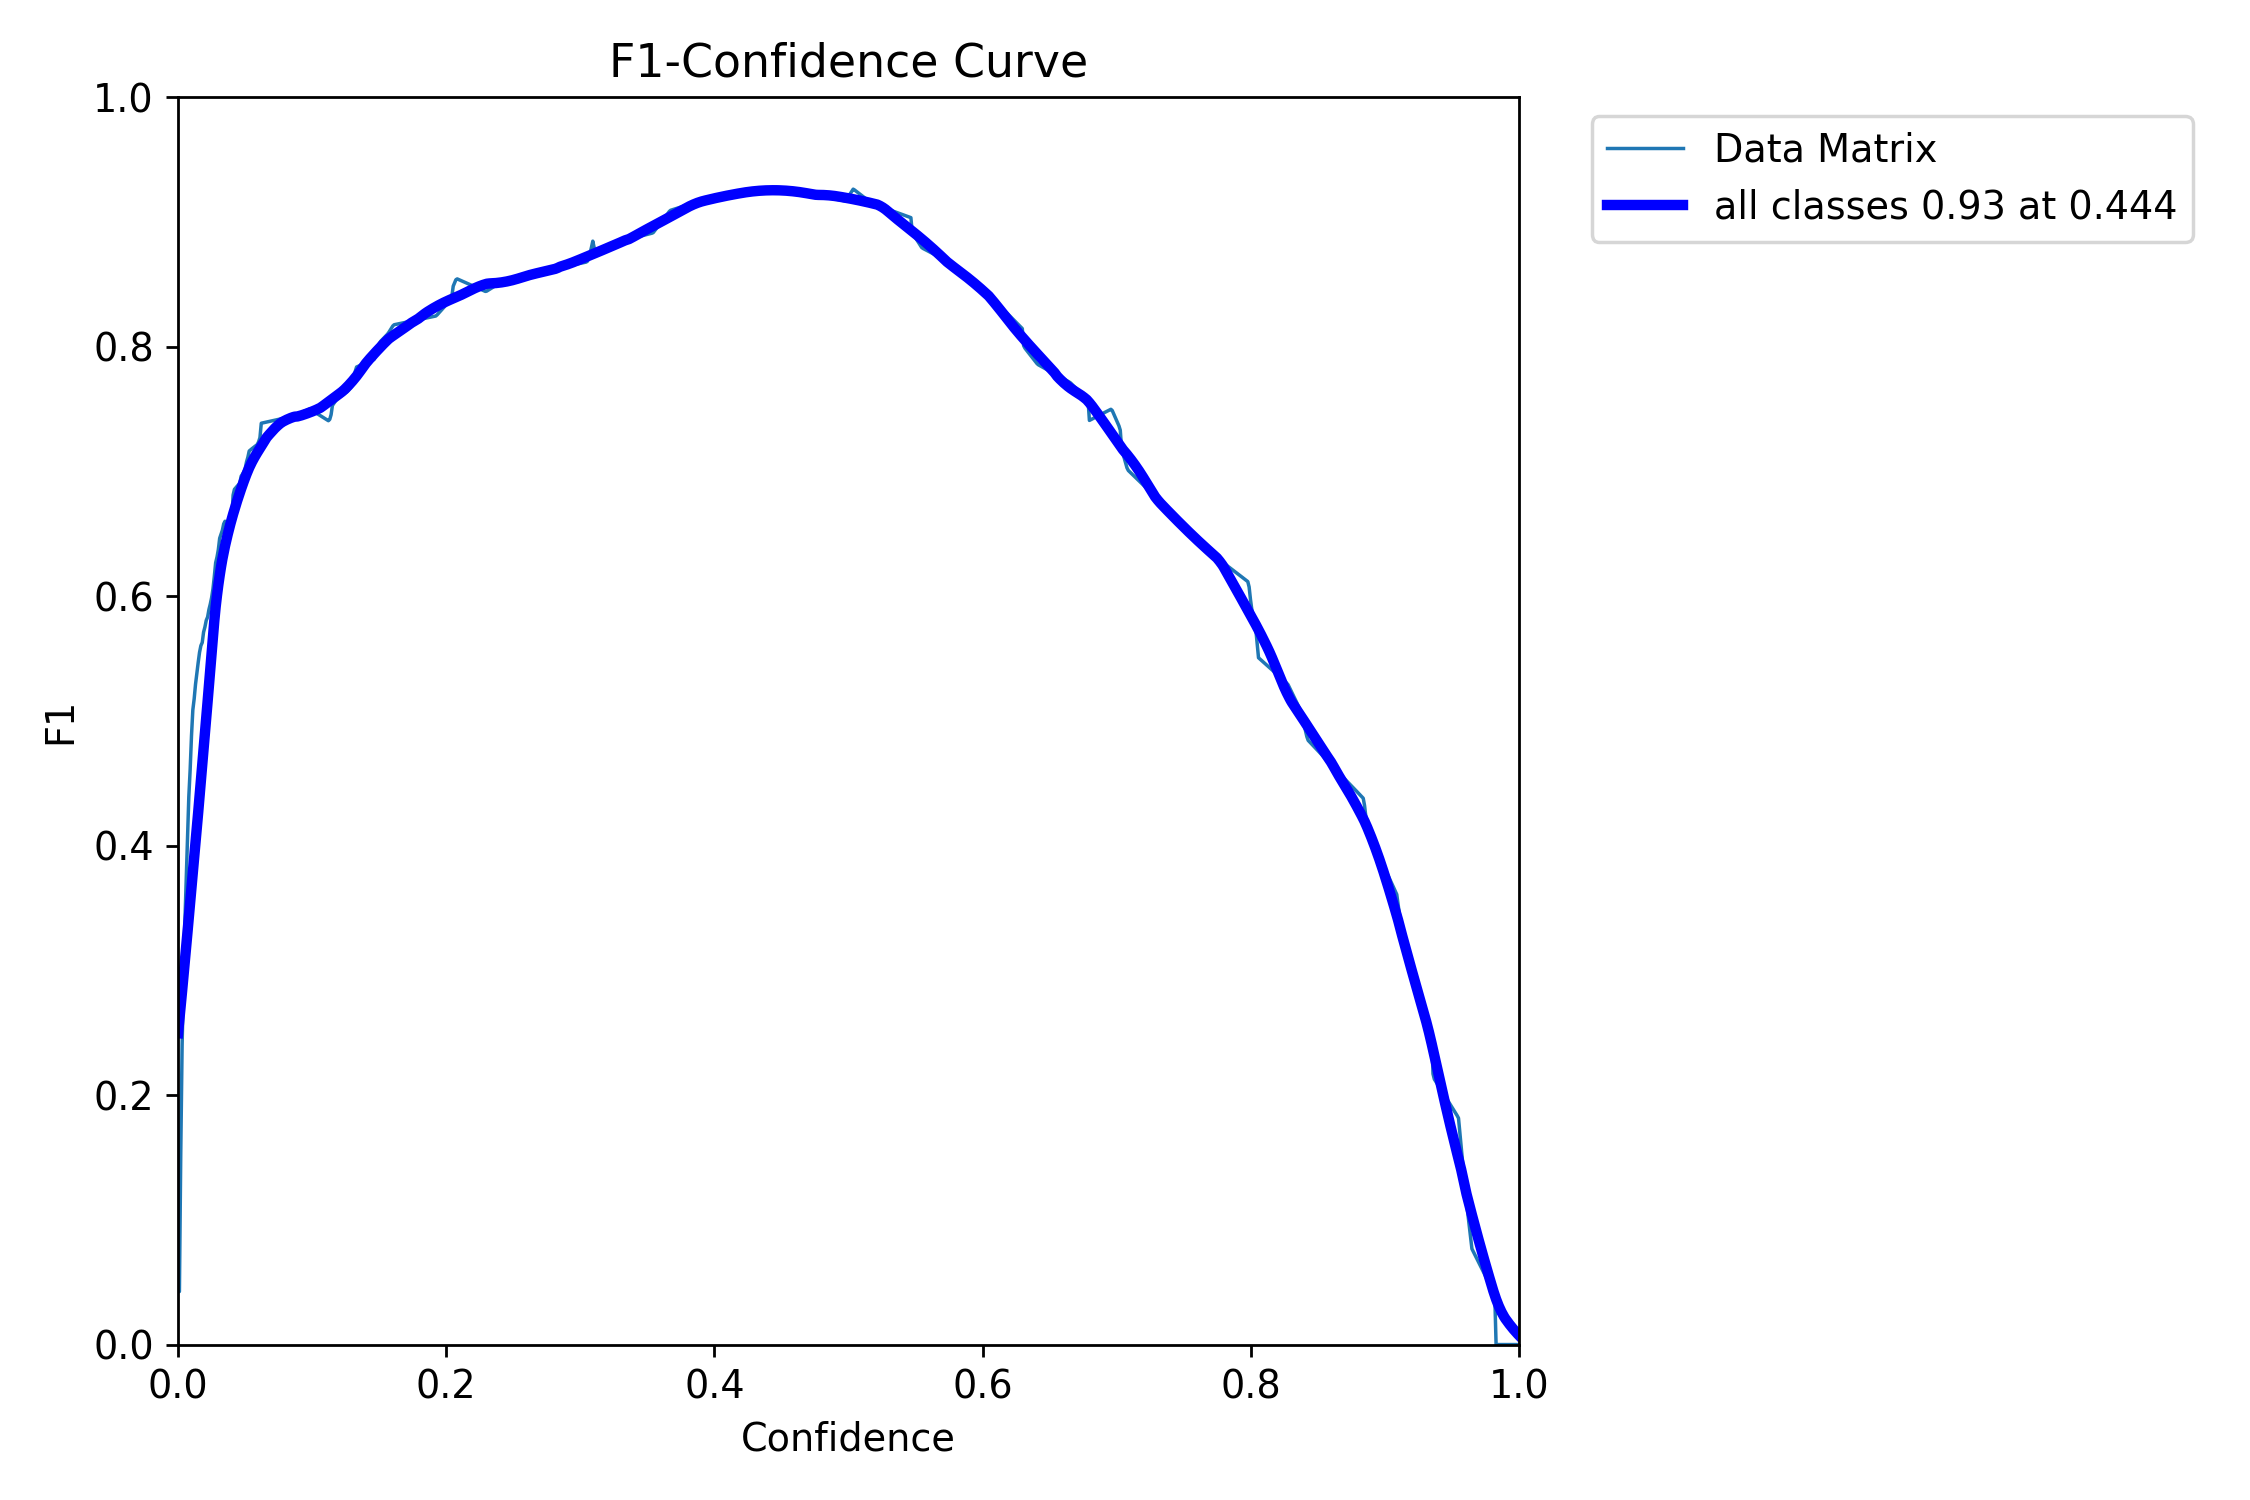 F1-Confidence Curve
Data Matrix
all classes 0.93 at 0.444
1.0
0.8
0.6
0.4
0.2
0.0
F1
0.0 0.2 0.4 0.6 0.8 1.0
Confidence